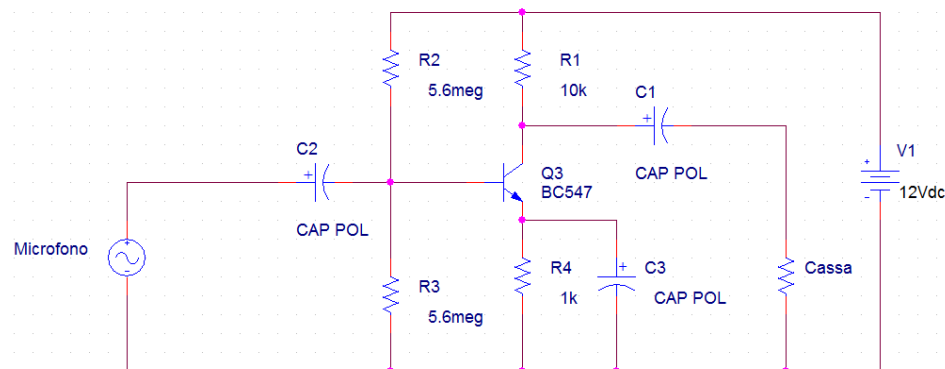 R2
5.6meg
R1
10k
C1
CAP POL
C2
CAP POL
Q3
BC547
V1
12Vdc
Microfono
R3
5.6meg
R4
1k
C3
CAP POL
Cassa